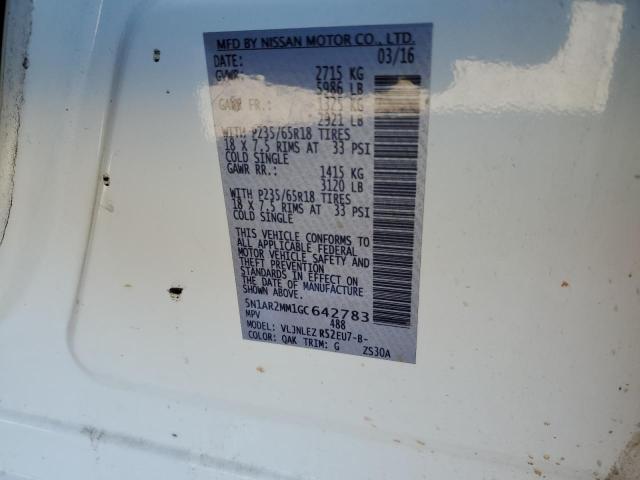 MFD BY NISSAN MOTOR CO., LTD.
DATE: 03/16
GVWR: 2715 KG
5986 LB
GAWR FR.: 1325 KG
2921 LB
WITH P235/65R18 TIRES
18 X 7.5 RIMS AT 33 PSI
COLD SINGLE
GAWR RR.: 1415 KG
3120 LB
WITH P235/65R18 TIRES
18 X 7.5 RIMS AT 33 PSI
COLD SINGLE
THIS VEHICLE CONFORMS TO
ALL APPLICABLE FEDERAL
MOTOR VEHICLE SAFETY AND
THEFT PREVENTION
STANDARDS IN EFFECT ON
THE DATE OF MANUFACTURE
SHOWN ABOVE.
5N1AR2MM1GC642783
MPV 488
MODEL: VLJNLEZ R52EU7-B-
COLOR: QAK TRIM: G ZS30A